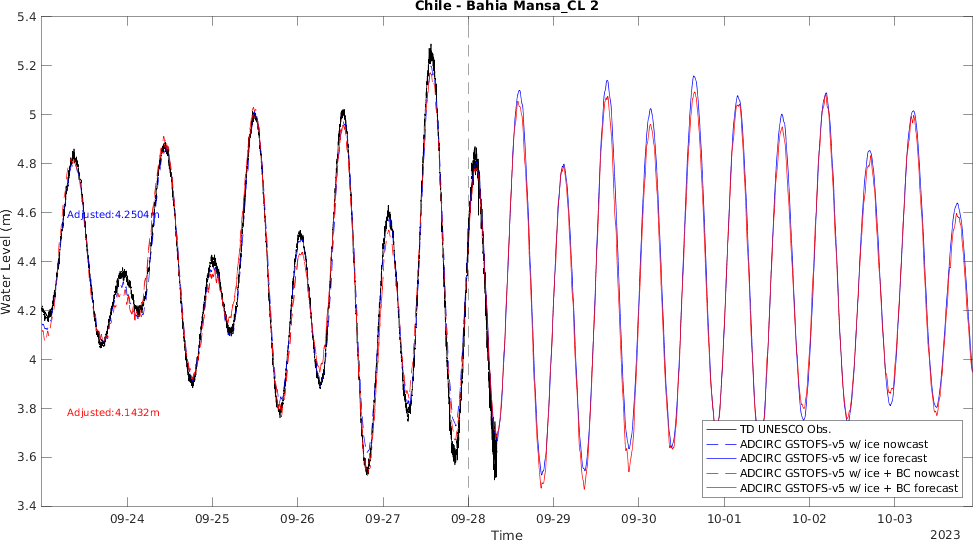 Chile - Bahia Mansa_CL 2
5.4
5.2
5
4.8
4.6
4.4
4.2
4
3.8
3.6
3.4
Water Level (m)
Adjusted:4.2504m
Adjusted:4.1432m
TD UNESCO Obs.
ADCIRC GSTOFS-v5 w/ ice nowcast
ADCIRC GSTOFS-v5 w/ ice forecast
ADCIRC GSTOFS-v5 w/ ice + BC nowcast
ADCIRC GSTOFS-v5 w/ ice + BC forecast
09-24 09-25 09-26 09-27 09-28 09-29 09-30 10-01 10-02 10-03
Time
2023